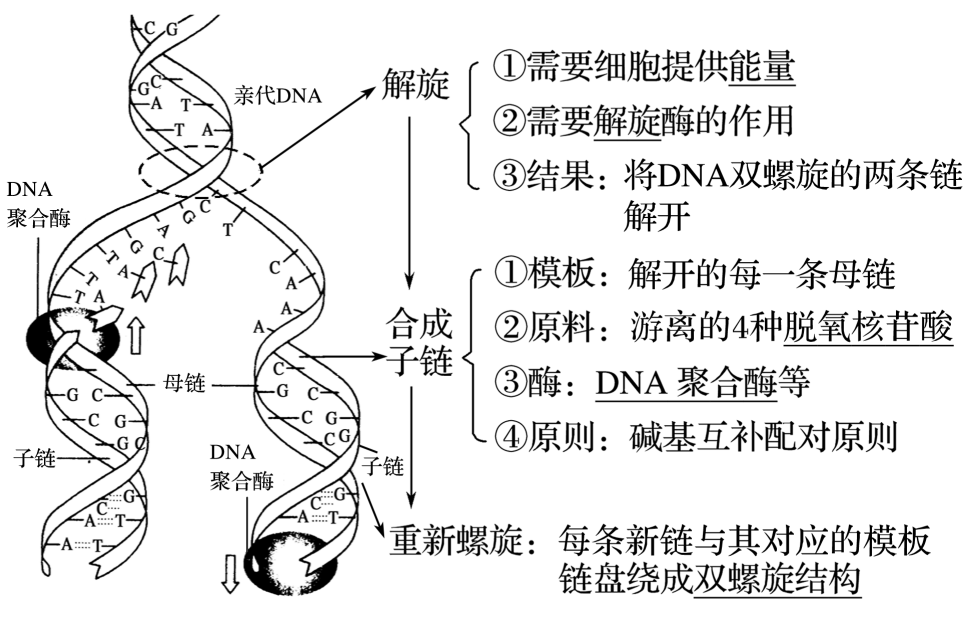 C G
G C
A T
T A
亲代DNA
DNA
聚合酶
G C T
A
G C
T A
T
T A
C
A
A
A
解旋
①需要细胞提供能量
②需要解旋酶的作用
③结果：将DNA双螺旋的两条链
解开
合成
子链
①模板：解开的每一条母链
②原料：游离的4种脱氧核苷酸
③酶：DNA 聚合酶等
④原则：碱基互补配对原则
母链
G C
C G
G C
子链
C G
A T
A T
C
G C
C G
C G
DNA
聚合酶
子链
C G
A T
重新螺旋：每条新链与其对应的模板
链盘绕成双螺旋结构